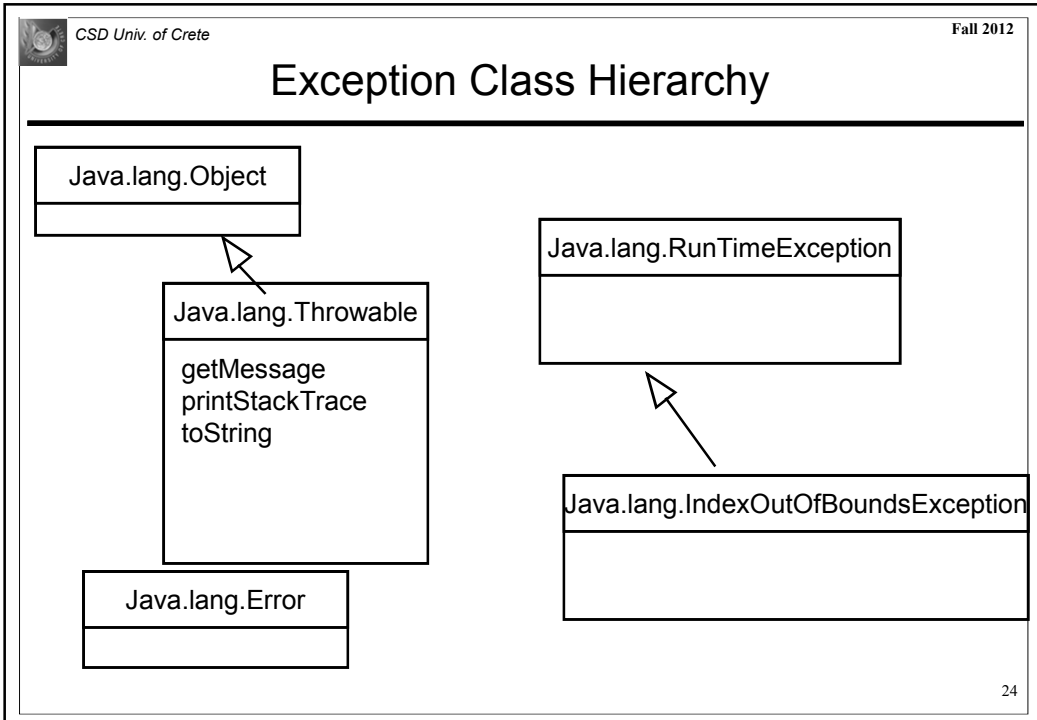 CSD Univ. of Crete
Fall 2012
Exception Class Hierarchy
Java.lang.Object
Java.lang.RunTimeException
Java.lang.Throwable
getMessage
printStackTrace
toString
Java.lang.IndexOutOfBoundsException
Java.lang.Error
24